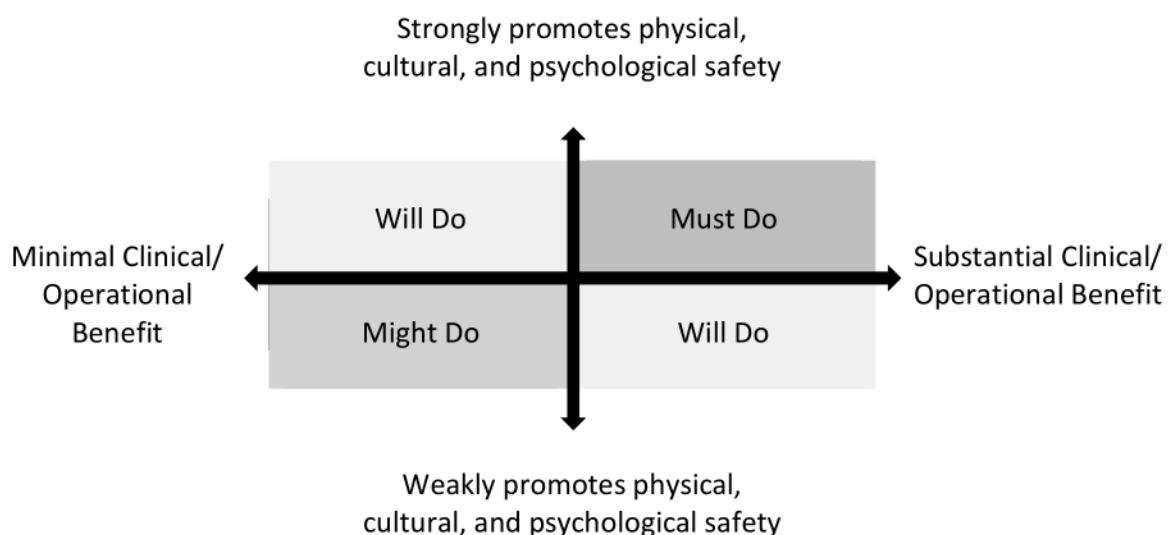 Strongly promotes physical,
cultural, and psychological safety
Will Do
Must Do
Minimal Clinical/
Operational
Benefit
Substantial Clinical/
Operational Benefit
Might Do
Will Do
Weakly promotes physical,
cultural, and psychological safety